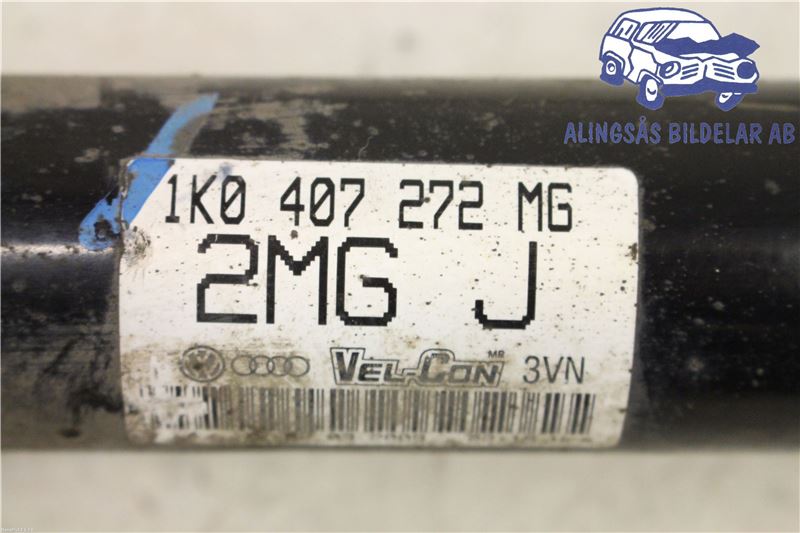 ALINGSÅS BILDELAR AB
1K0 407 272 MG
2MG J
VEL-CON MR 3VN